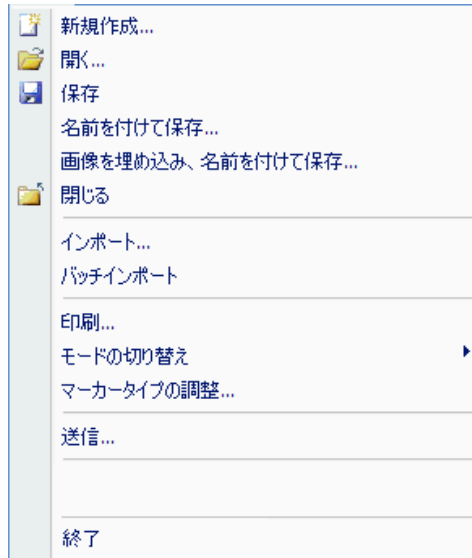 新規作成...
開く...
保存
名前を付けて保存...
画像を埋め込み、名前を付けて保存...
閉じる
インポート...
バッチインポート
印刷...
モードの切り替え
マーカータイプの調整...
送信...
終了